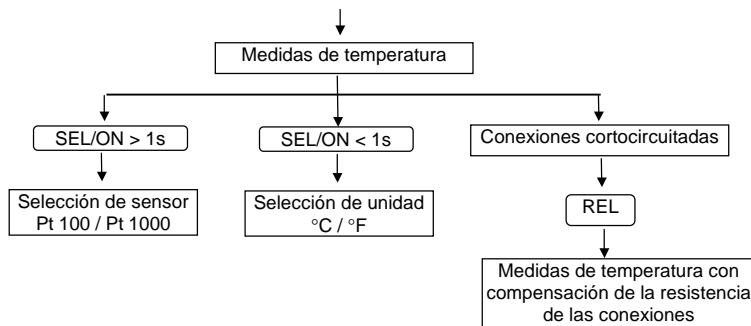 Medidas de temperatura
SEL/ON > 1s
SEL/ON < 1s
Conexiones cortocircuitadas
Selección de sensor
Pt 100 / Pt 1000
Selección de unidad
°C / °F
REL
Medidas de temperatura con
compensación de la resistencia
de las conexiones